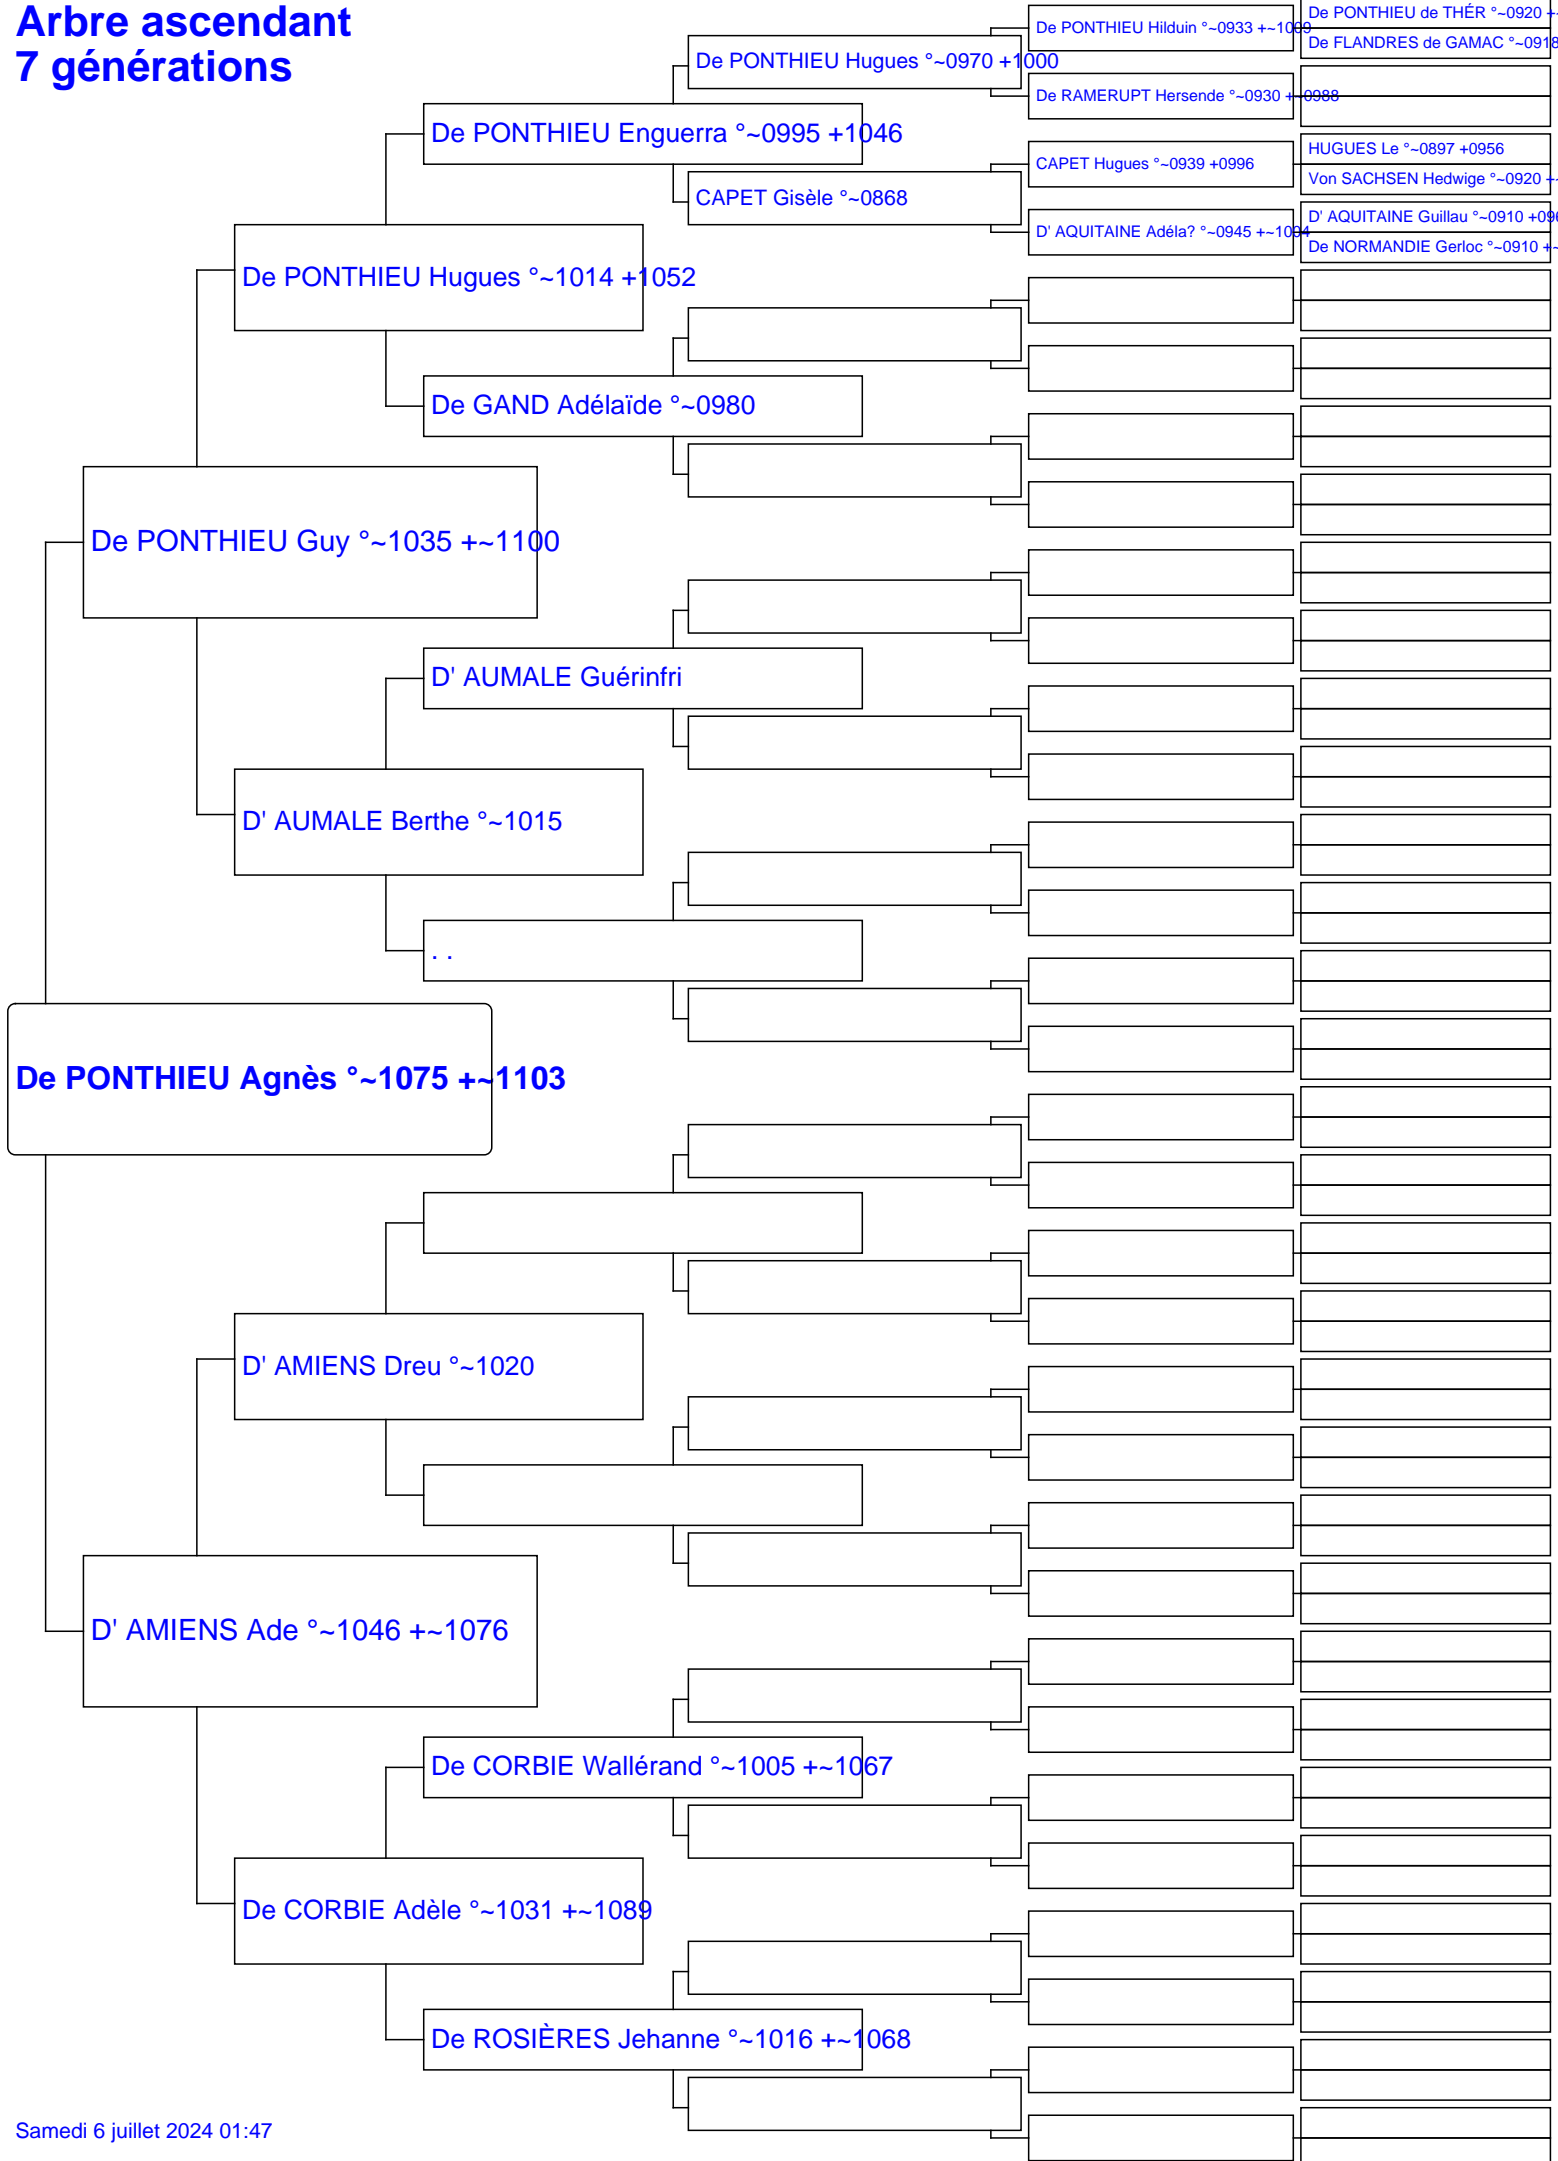 Arbre ascendant
7 générations
De PONTHIEU de THÉR °~0920 +~
De PONTHIEU Hilduin °~0933 +~1009
De FLANDRES de GAMAC °~0918
De PONTHIEU Hugues °~0970 +1000
De RAMERUPT Hersende °~0930 +~0988
De PONTHIEU Enguerra °~0995 +1046
HUGUES Le °~0897 +0956
CAPET Hugues °~0939 +0996
Von SACHSEN Hedwige °~0920 +~
CAPET Gisèle °~0868
D' AQUITAINE Guillau °~0910 +096
D' AQUITAINE Adéla? °~0945 +~1004
De NORMANDIE Gerloc °~0910 +~
De PONTHIEU Hugues °~1014 +1052
De GAND Adélaïde °~0980
De PONTHIEU Guy °~1035 +~1100
D' AUMALE Guérinfri
D' AUMALE Berthe °~1015
. .
De PONTHIEU Agnès °~1075 +~1103
D' AMIENS Dreu °~1020
D' AMIENS Ade °~1046 +~1076
De CORBIE Wallérand °~1005 +~1067
De CORBIE Adèle °~1031 +~1089
De ROSIÈRES Jehanne °~1016 +~1068
Samedi 6 juillet 2024 01:47